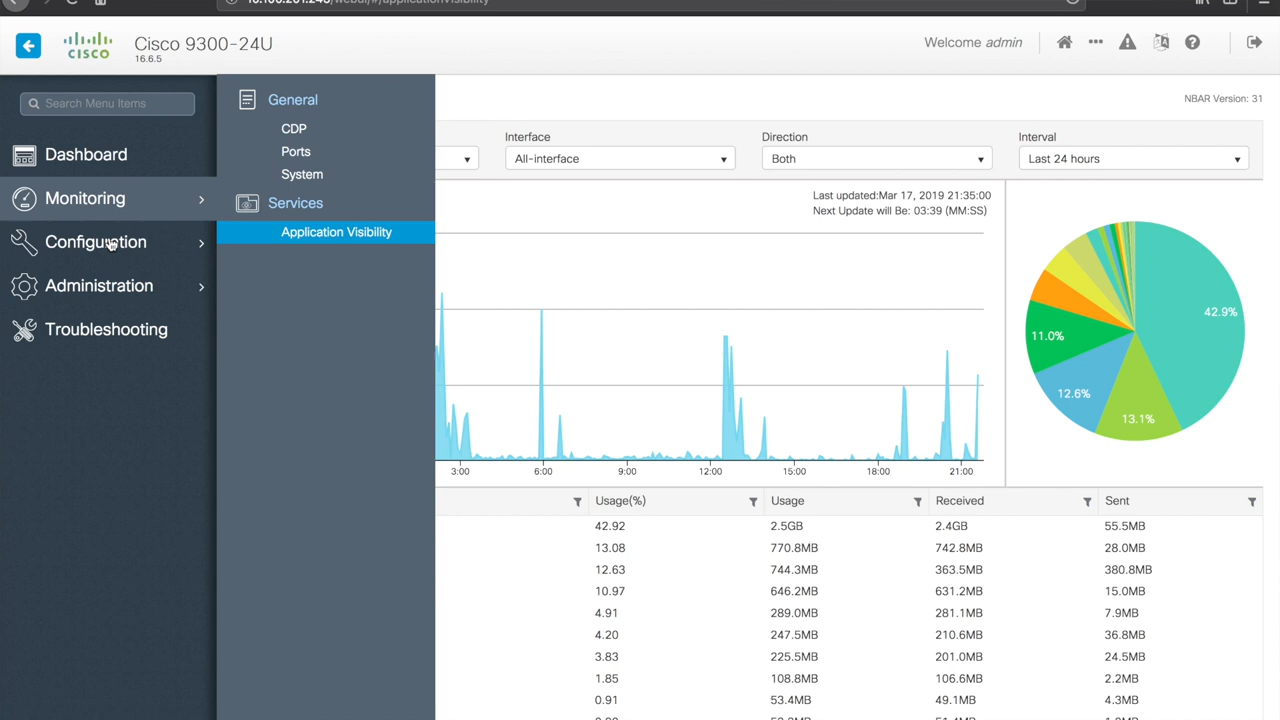 /webui/#/applicationVisibility
CISCO
Cisco 9300-24U
16.6.5
Welcome admin
Search Menu Items
Dashboard
Monitoring
Configuration
Administration
Troubleshooting
General
CDP
Ports
System
Services
Application Visibility
NBAR Version: 31
Interface
All-interface
Direction
Both
Interval
Last 24 hours
Last updated:Mar 17, 2019 21:35:00
Next Update will Be: 03:39 (MM:SS)
3:00 6:00 9:00 12:00 15:00 18:00 21:00
42.9%
11.0%
12.6%
13.1%
Usage(%) Usage Received Sent
42.92 2.5GB 2.4GB 55.5MB
13.08 770.8MB 742.8MB 28.0MB
12.63 744.3MB 363.5MB 380.8MB
10.97 646.2MB 631.2MB 15.0MB
4.91 289.0MB 281.1MB 7.9MB
4.20 247.5MB 210.6MB 36.8MB
3.83 225.5MB 201.0MB 24.5MB
1.85 108.8MB 106.6MB 2.2MB
0.91 53.4MB 49.1MB 4.3MB